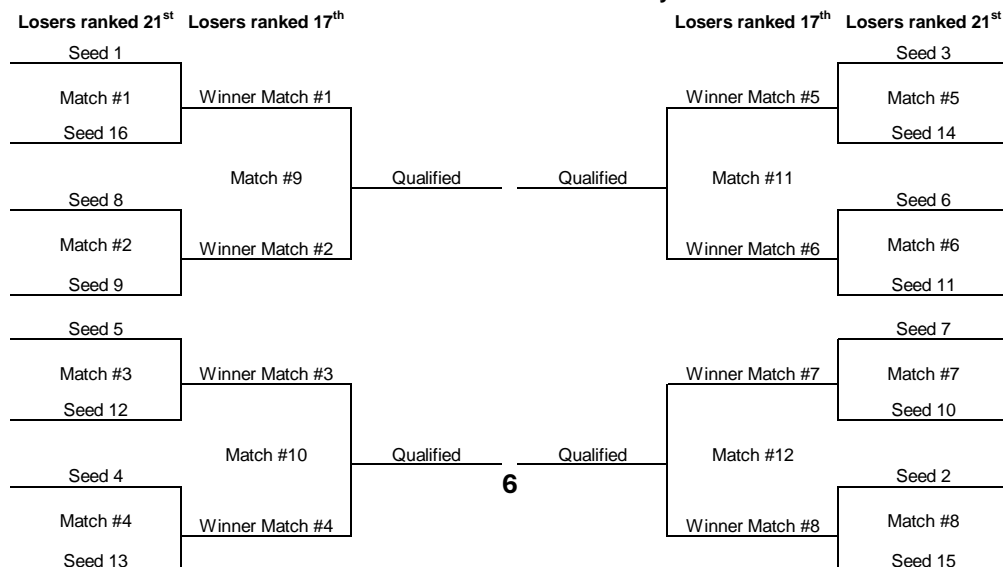 Losers ranked 21st Losers ranked 17th Losers ranked 17th Losers ranked 21st
Seed 1 Seed 3
Match #1 Winner Match #1 Winner Match #5 Match #5
Seed 16 Seed 14
Match #9 Qualified Qualified Match #11
Seed 8 Seed 6
Match #2 Winner Match #2 Winner Match #6 Match #6
Seed 9 Seed 11
Seed 5 Seed 7
Match #3 Winner Match #3 Winner Match #7 Match #7
Seed 12 Seed 10
Match #10 Qualified Qualified Match #12
Seed 4 6 Seed 2
Match #4 Winner Match #4 Winner Match #8 Match #8
Seed 13 Seed 15